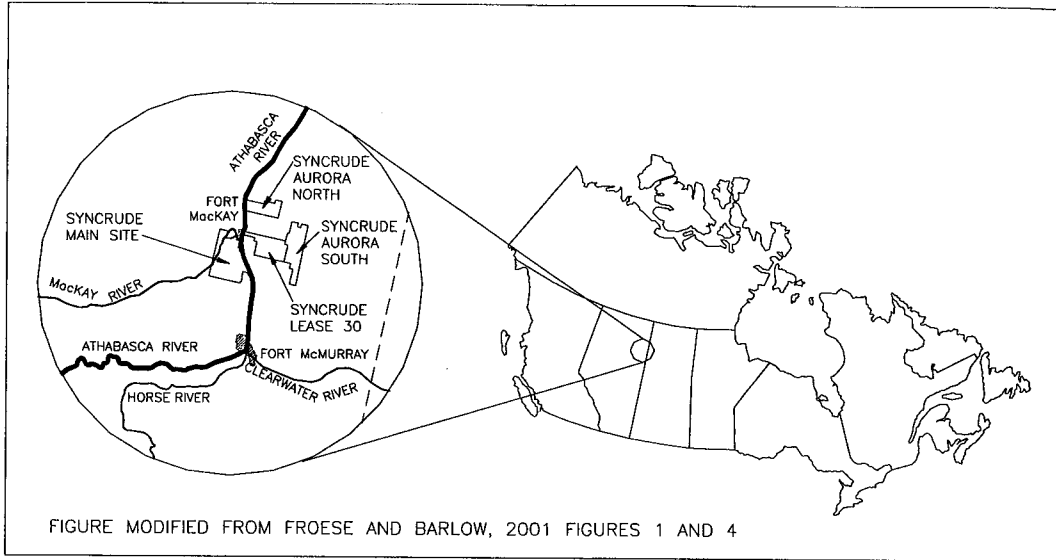 ATHABASCA
RIVER
SYNCRUDE
AURORA
NORTH
FORT
MacKAY
SYNCRUDE
MAIN SITE
SYNCRUDE
AURORA
SOUTH
MacKAY RIVER
SYNCRUDE
LEASE 30
ATHABASCA RIVER
FORT McMURRAY
CLEARWATER RIVER
HORSE RIVER
FIGURE MODIFIED FROM FROESE AND BARLOW, 2001 FIGURES 1 AND 4